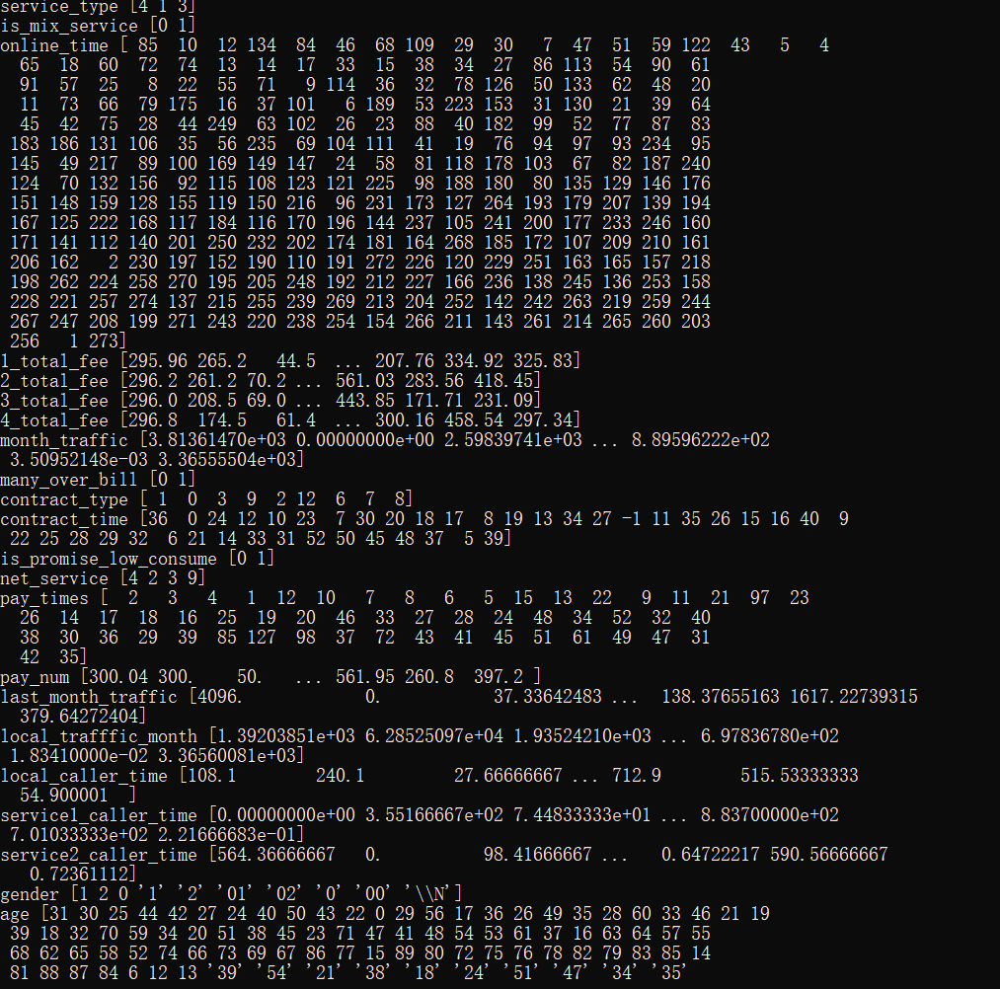 service_type [4 1 3]
is_mix_service [0 1]
online_time [ 85 10 12 134 84 46 68 109 29 30 7 47 51 59 122 43 5 4
65 18 60 72 74 13 14 17 33 15 38 34 27 86 113 54 90 61
91 57 25 8 22 55 71 9 114 36 32 78 126 50 133 62 48 20
11 73 66 79 175 16 37 101 6 189 53 223 153 31 130 21 39 64
45 42 75 28 44 249 63 102 26 23 88 40 182 99 52 77 87 83
183 186 131 106 35 56 235 69 104 111 41 19 76 94 97 93 234 95
145 49 217 89 100 169 149 147 24 58 81 118 178 103 67 82 187 240
124 70 132 156 92 115 108 123 121 225 98 188 180 80 135 129 146 176
151 148 159 128 155 119 150 216 96 231 173 127 264 193 179 207 139 194
167 125 222 168 117 184 116 170 196 144 237 105 241 200 177 233 246 160
171 141 112 140 201 250 232 202 174 181 164 268 185 172 107 209 210 161
206 162 2 230 197 152 190 110 191 272 226 120 229 251 163 165 157 218
198 262 224 258 270 195 205 248 192 212 227 166 236 138 245 136 253 158
228 221 257 274 137 215 255 239 269 213 204 252 142 242 263 219 259 244
267 247 208 199 271 243 220 238 254 154 266 211 143 261 214 265 260 203
256 1 273]
1_total_fee [295.96 265.2 44.5 ... 207.76 334.92 325.83]
2_total_fee [296.2 261.2 70.2 ... 561.03 283.56 418.45]
3_total_fee [296.0 208.5 69.0 ... 443.85 171.71 231.09]
4_total_fee [296.8 174.5 61.4 ... 300.16 458.54 297.34]
month_traffic [3.81361470e+03 0.00000000e+00 2.59839741e+03 ... 8.89596222e+02
3.50952148e-03 3.36555504e+03]
many_over_bill [0 1]
contract_type [ 1 0 3 9 2 12 6 7 8]
contract_time [36 0 24 12 10 23 7 30 20 18 17 8 19 13 34 27 -1 11 35 26 15 16 40 9
22 25 28 29 32 6 21 14 33 31 52 50 45 48 37 5 39]
is_promise_low_consume [0 1]
net_service [4 2 3 9]
pay_times [ 2 3 4 1 12 10 7 8 6 5 15 13 22 9 11 21 97 23
26 14 17 18 16 25 19 20 46 33 27 28 24 48 34 52 32 40
38 30 36 29 39 85 127 98 37 72 43 41 45 51 61 49 47 31
42 35]
pay_num [300.04 300. 50. ... 561.95 260.8 397.2 ]
last_month_traffic [4096. 0. 37.33642483 ... 138.37655163 1617.22739315
379.64272404]
local_trafffic_month [1.39203851e+03 6.28525097e+04 1.93524210e+03 ... 6.97836780e+02
1.83410000e-02 3.36560081e+03]
local_caller_time [108.1 240.1 27.66666667 ... 712.9 515.53333333
54.900001 ]
service1_caller_time [0.00000000e+00 3.55166667e+02 7.44833333e+01 ... 8.83700000e+02
7.01033333e+02 2.21666683e-01]
service2_caller_time [564.36666667 0. 98.41666667 ... 0.64722217 590.56666667
0.72361112]
gender [1 2 0 '1' '2' '01' '02' '0' '00' '\\N']
age [31 30 25 44 42 27 24 40 50 43 22 0 29 56 17 36 26 49 35 28 60 33 46 21 19
39 18 32 70 59 34 20 51 38 45 23 71 47 41 48 54 53 61 37 16 63 64 57 55
68 62 65 58 52 74 66 73 69 67 86 77 15 89 80 72 75 76 78 82 79 83 85 14
81 88 87 84 6 12 13 '39' '54' '21' '38' '18' '24' '51' '47' '34' '35'